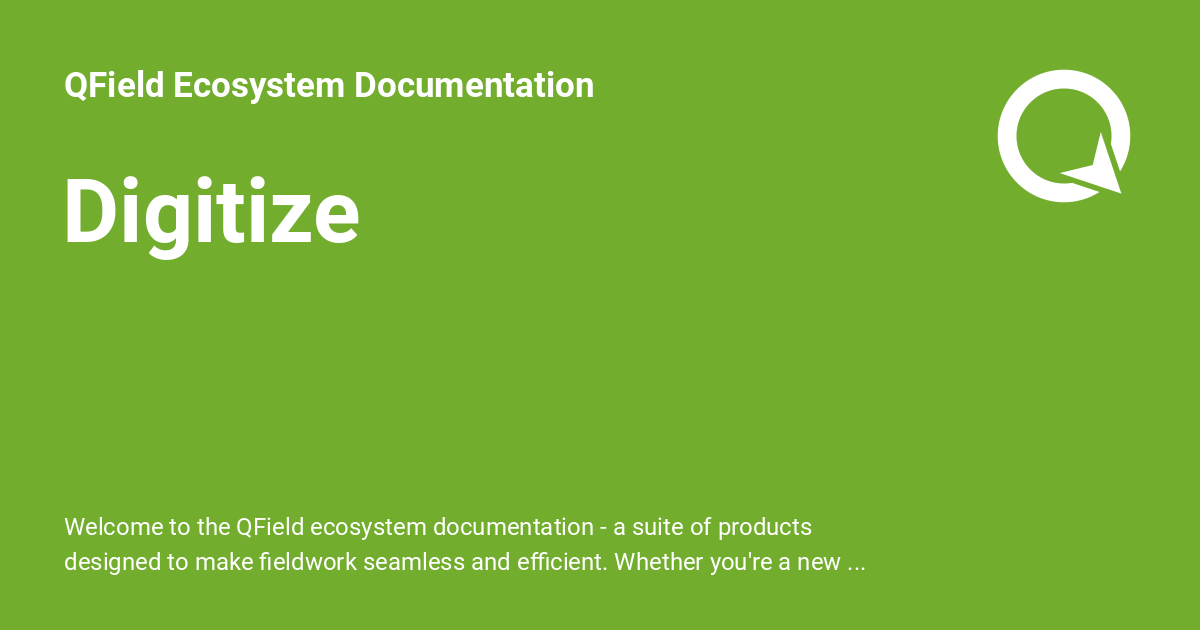 QField Ecosystem Documentation
Digitize
Welcome to the QField ecosystem documentation - a suite of products
designed to make fieldwork seamless and efficient. Whether you're a new ...